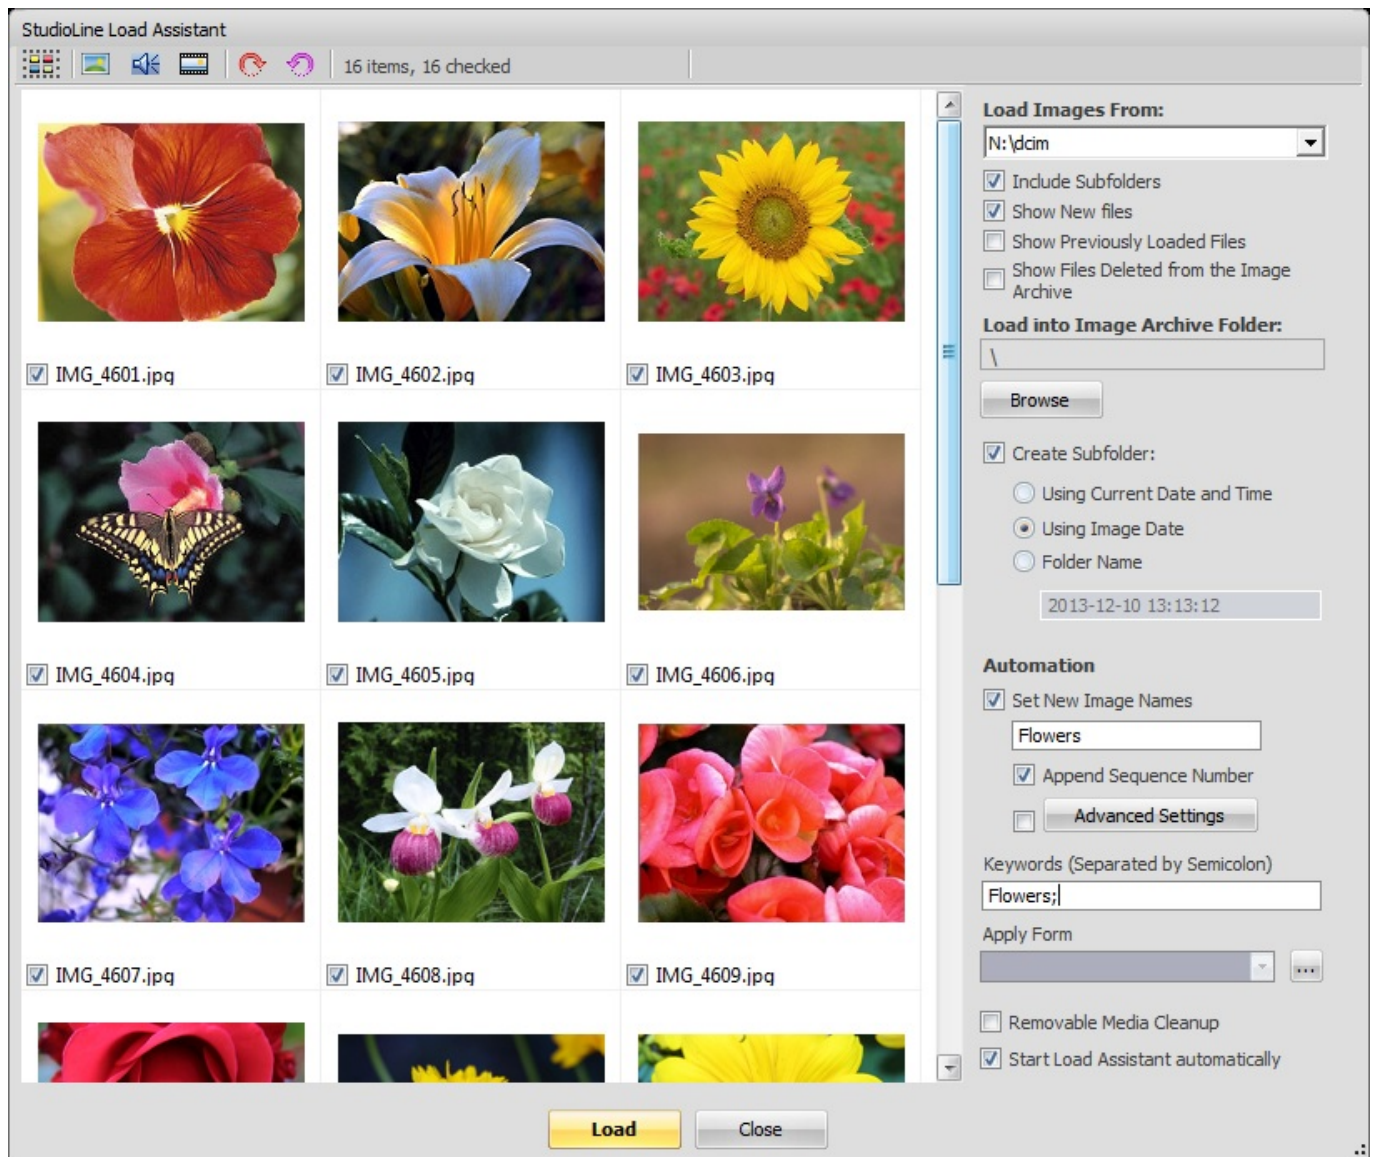 StudioLine Load Assistant
16 items, 16 checked
IMG_4601.jpg
IMG_4602.jpg
IMG_4603.jpg
IMG_4604.jpg
IMG_4605.jpg
IMG_4606.jpg
IMG_4607.jpg
IMG_4608.jpg
IMG_4609.jpg
Load Images From:
N:\dcim
Include Subfolders
Show New files
Show Previously Loaded Files
Show Files Deleted from the Image
Archive
Load into Image Archive Folder:
\
Browse
Create Subfolder:
Using Current Date and Time
Using Image Date
Folder Name
2013-12-10 13:13:12
Automation
Set New Image Names
Flowers
Append Sequence Number
Advanced Settings
Keywords (Separated by Semicolon)
Flowers;
Apply Form
...
Removable Media Cleanup
Start Load Assistant automatically
Load
Close